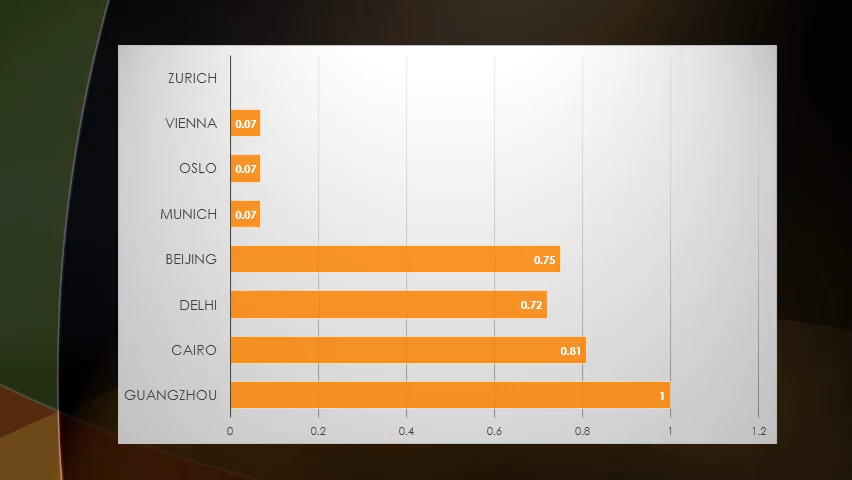 ZURICH
VIENNA 0.07
OSLO 0.07
MUNICH 0.07
BEIJING 0.75
DELHI 0.72
CAIRO 0.81
GUANGZHOU 1
0 0.2 0.4 0.6 0.8 1 1.2